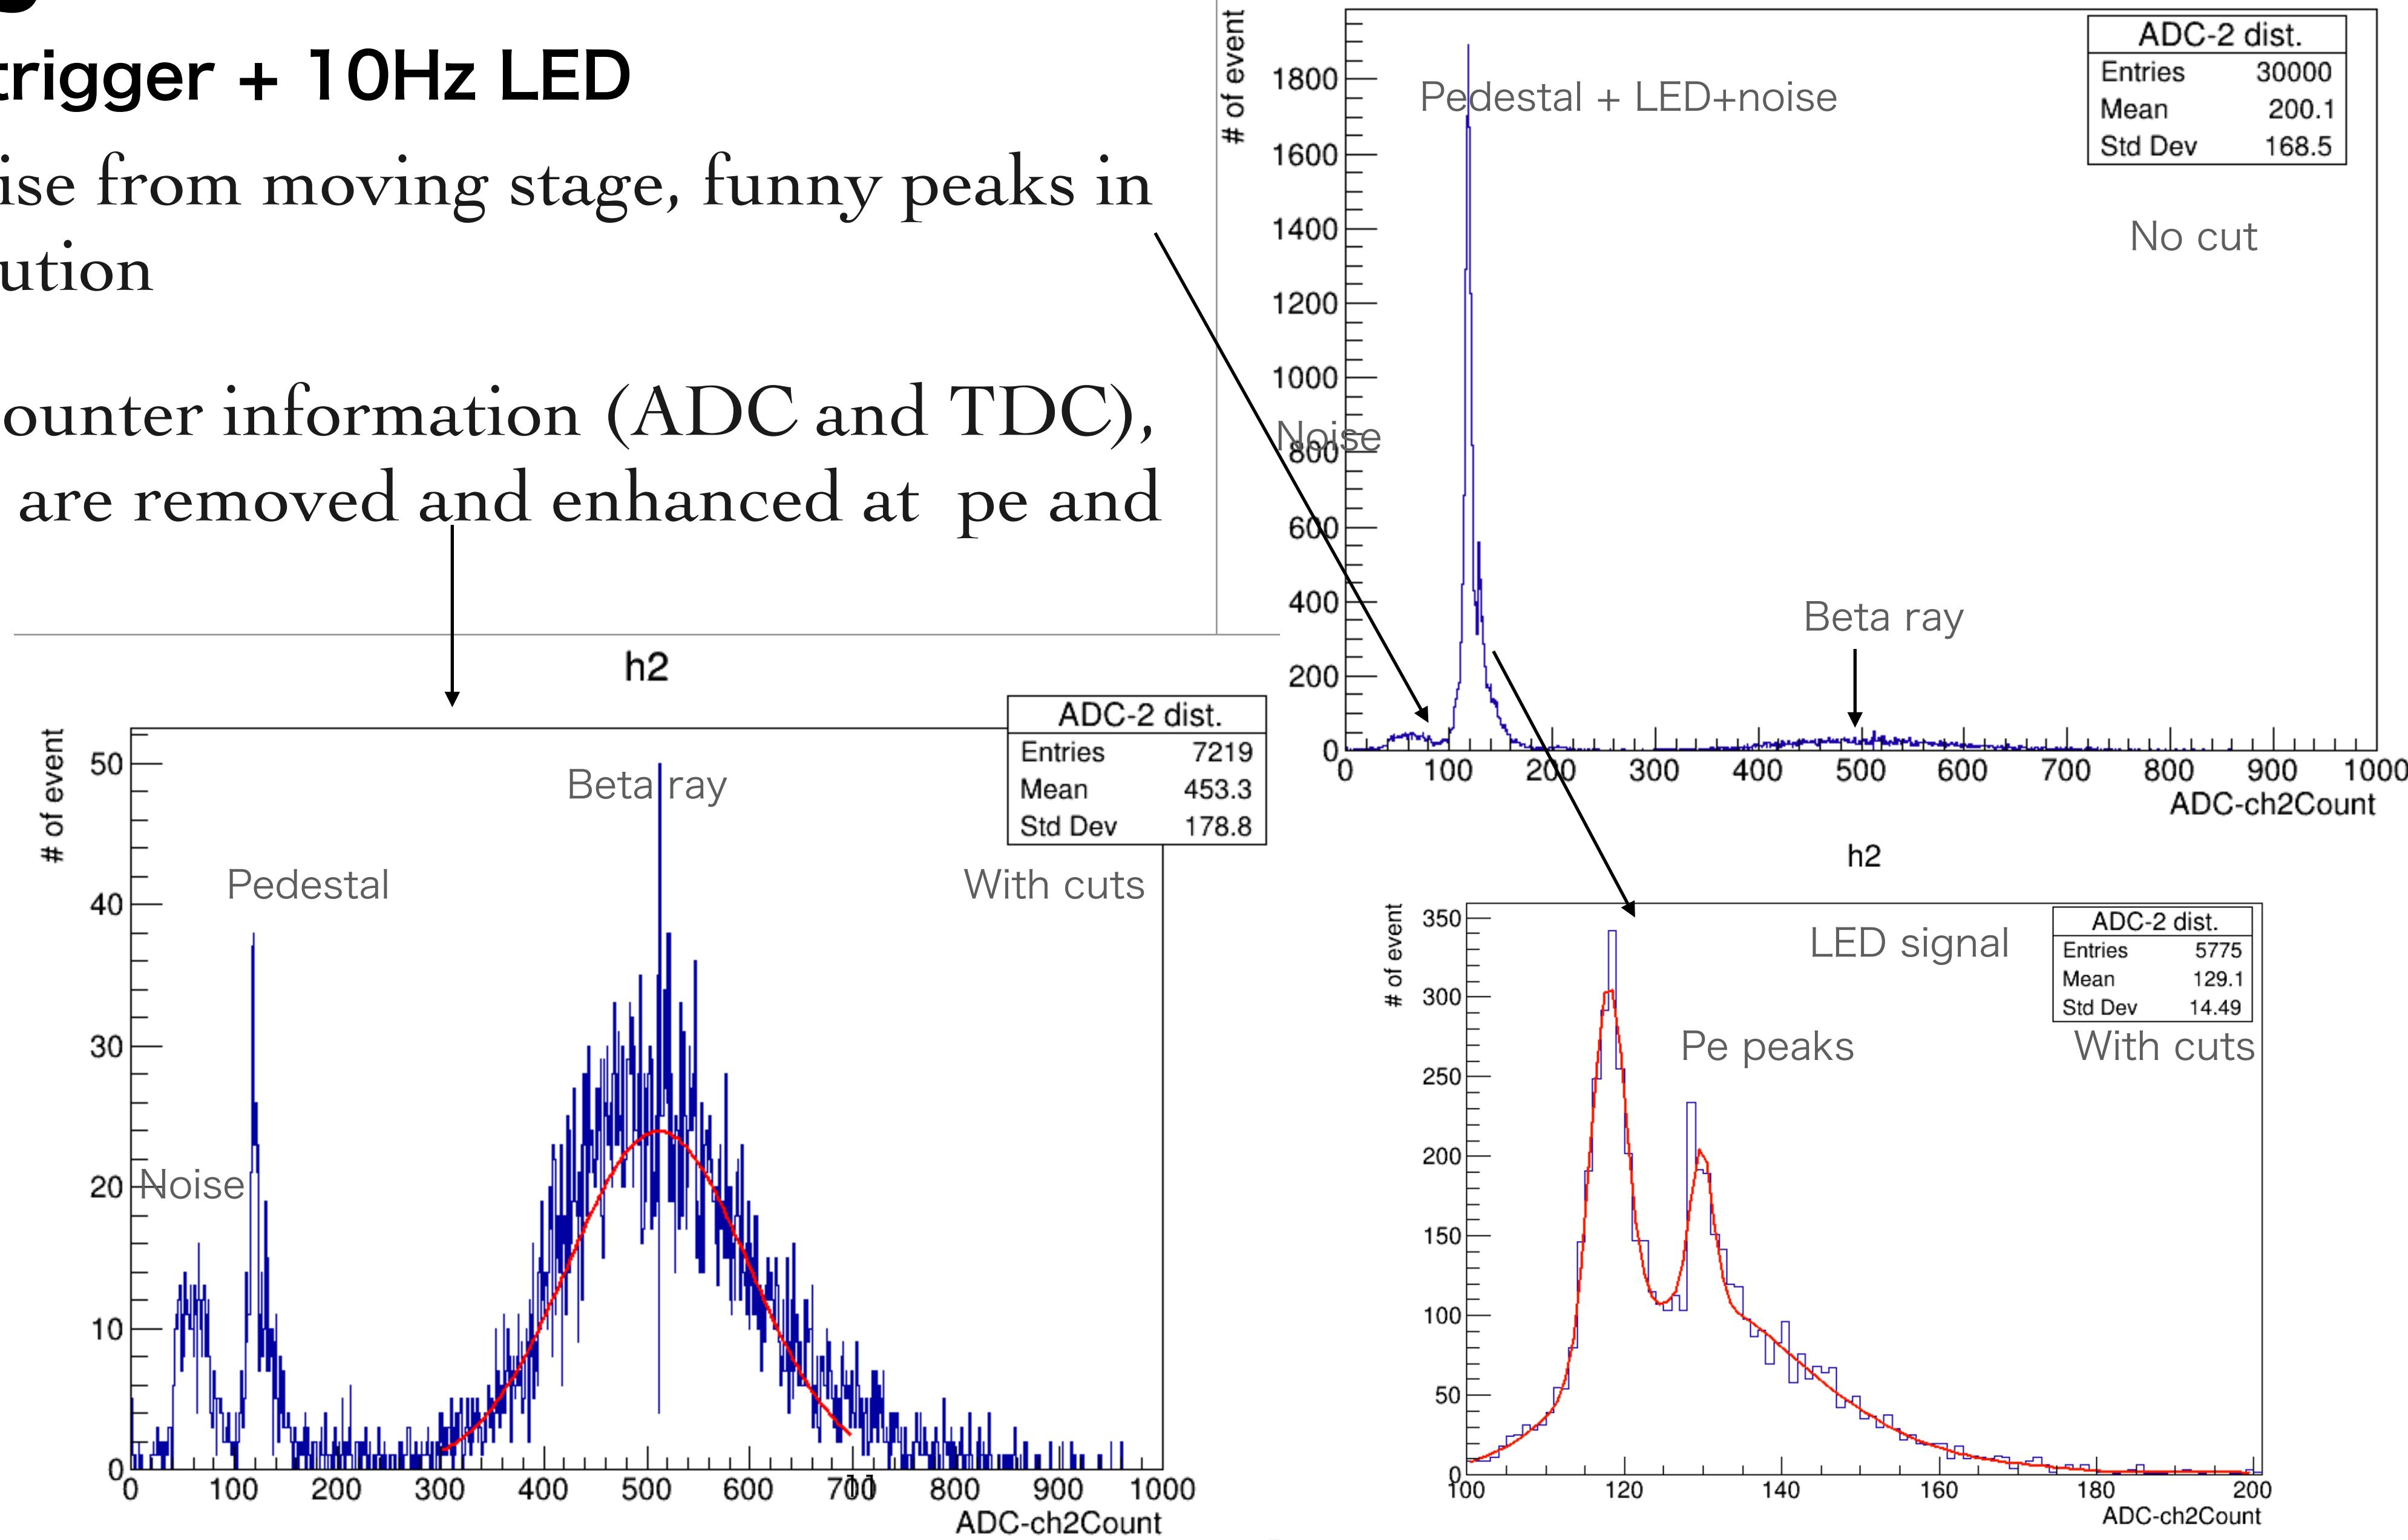 trigger + 10Hz LED
ise from moving stage, funny peaks in
ution
ounter information (ADC and TDC),
are removed and enhanced at pe and
# of event
ADC-2 dist.
Entries 30000
Mean 200.1
Std Dev 168.5
Pedestal + LED+noise
No cut
Noise
Beta ray
1800
1600
1400
1200
1000
800
600
400
200
0
0 100 200 300 400 500 600 700 800 900 1000
ADC-ch2Count
h2
# of event
ADC-2 dist.
Entries 7219
Mean 453.3
Std Dev 178.8
Beta ray
Pedestal
With cuts
Noise
50
40
30
20
10
0
0 100 200 300 400 500 600 700 800 900 1000
ADC-ch2Count
h2
# of event
ADC-2 dist.
Entries 5775
Mean 129.1
Std Dev 14.49
LED signal
Pe peaks
With cuts
350
300
250
200
150
100
50
0
100 120 140 160 180 200
ADC-ch2Count